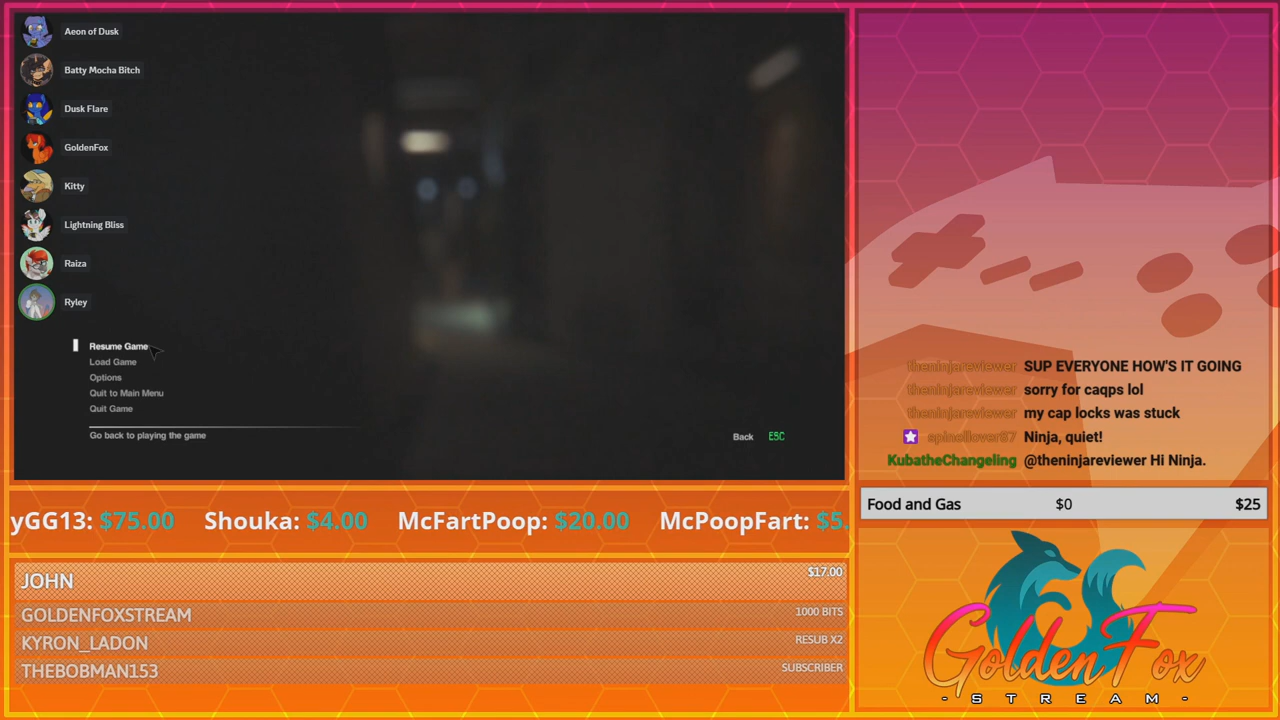 Aeon of Dusk
Batty Mocha Bitch
Dusk Flare
GoldenFox
Kitty
Lightning Bliss
Raiza
Ryley
Resume Game
Load Game
Options
Quit to Main Menu
Quit Game
Go back to playing the game
Back ESC
theninjareviewer SUP EVERYONE HOW'S IT GOING
theninjareviewer sorry for caqps lol
theninjareviewer my cap locks was stuck
spinellover87 Ninja, quiet!
KubatheChangeling @theninjareviewer Hi Ninja.
Food and Gas $0 $25
yGG13: $75.00 Shouka: $4.00 McFartPoop: $20.00 McPoopFart: $5.
JOHN $17.00
GOLDENFOXSTREAM 1000 BITS
KYRON_LADON RESUB X2
THEBOBMAN153 SUBSCRIBER
GoldenFox
- STREAM -